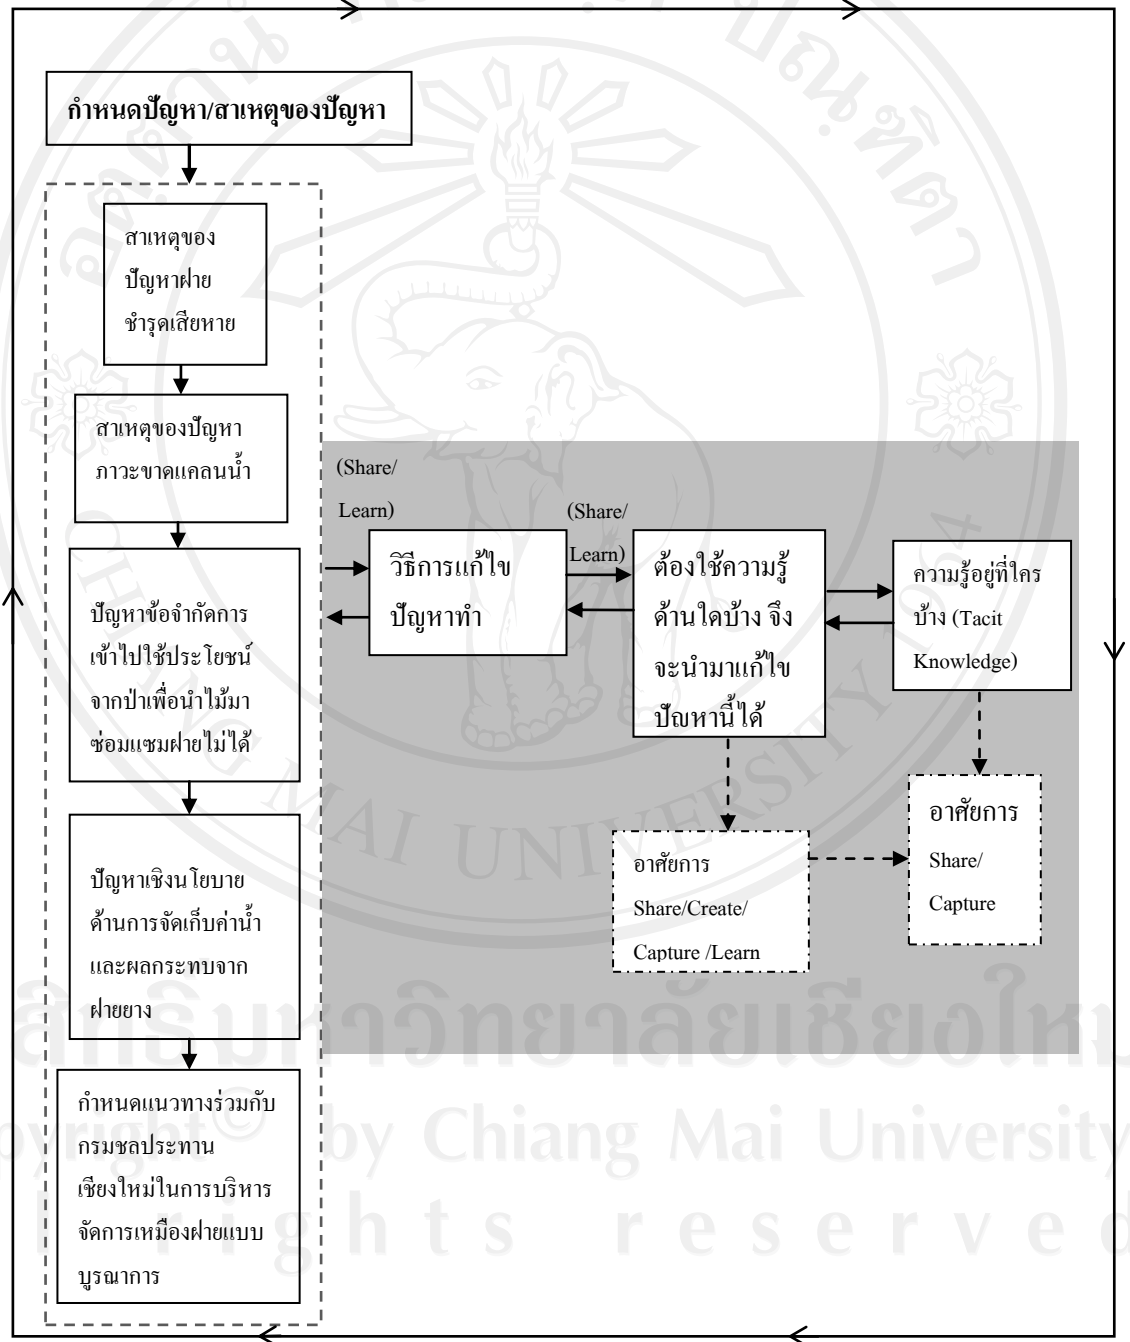 กำหนดปัญหา/สาเหตุของปัญหา
สาเหตุของ
ปัญหาฝาย
ชำรุดเสียหาย
สาเหตุของปัญหา
ภาวะขาดแคลนน้ำ
ปัญหาข้อจำกัดการ
เข้าไปใช้ประโยชน์
จากป่าเพื่อนำไม้มา
ซ่อมแซมฝายไม่ได้
ปัญหาเชิงนโยบาย
ด้านการจัดเก็บค่าน้ำ
และผลกระทบจาก
ฝายยาง
กำหนดแนวทางร่วมกับ
กรมชลประทาน
เชียงใหม่ในการบริหาร
จัดการเหมืองฝายแบบ
บูรณาการ
(Share/
Learn)
วิธีการแก้ไข
ปัญหาทำ
(Share/
Learn)
ต้องใช้ความรู้
ด้านใดบ้าง จึง
จะนำมาแก้ไข
ปัญหานี้ได้
ความรู้อยู่ที่ใคร
บ้าง (Tacit
Knowledge)
อาศัยการ
Share/Create/
Capture /Learn
อาศัยการ
Share/
Capture
CHIANG MAI UNIVERSITY 1964
สิทธิ์มหาวิทยาลัยเชียงใหม่
by Chiang Mai University
rights reserved